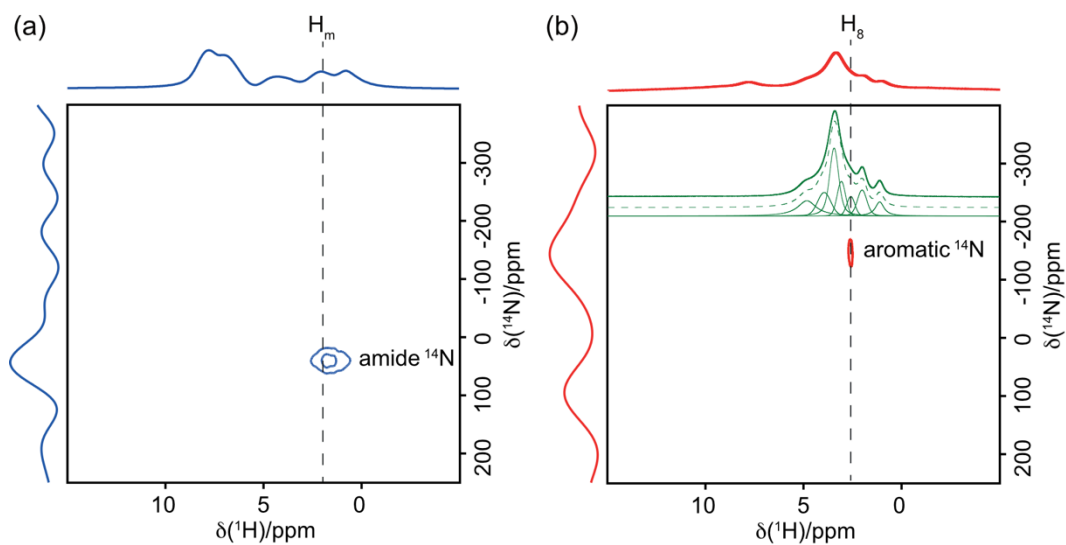 (a)
Hₘ
-300
-200
-100
0
100
200
δ(¹⁴N)/ppm
amide ¹⁴N
10
5
0
δ(¹H)/ppm
(b)
H₈
-300
-200
-100
0
100
200
δ(¹⁴N)/ppm
aromatic ¹⁴N
10
5
0
δ(¹H)/ppm